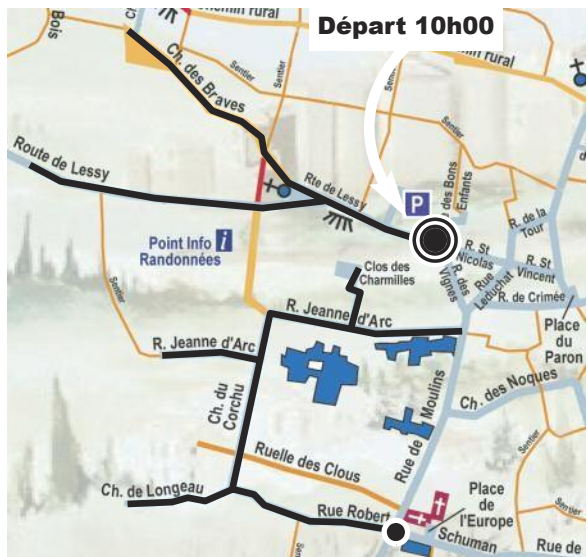 Départ 10h00
Chemin rural
Chemin rural
Bois
Ch.
Sentier
Sentier
Sentier
Sentier
Ch. des Braves
Route de Lessy
Rte de Lessy
P
des Bons
Enfants
R. de la
Tour
R. St
Nicolas
R. St
Vincent
R. des
Vignes
Rue
Leduchat
R. de Crimée
Place
du
Paron
Point Info
Randonnées
i
Clos des
Charmilles
R. Jeanne d'Arc
R. Jeanne d'Arc
Ch. du
Corchu
Rue de Moulins
Ch. des Noques
Sentier
Sentier
Ruelle des Clous
Ch. de Longeau
Rue Robert
Schuman
Place
de
l'Europe
Rue de